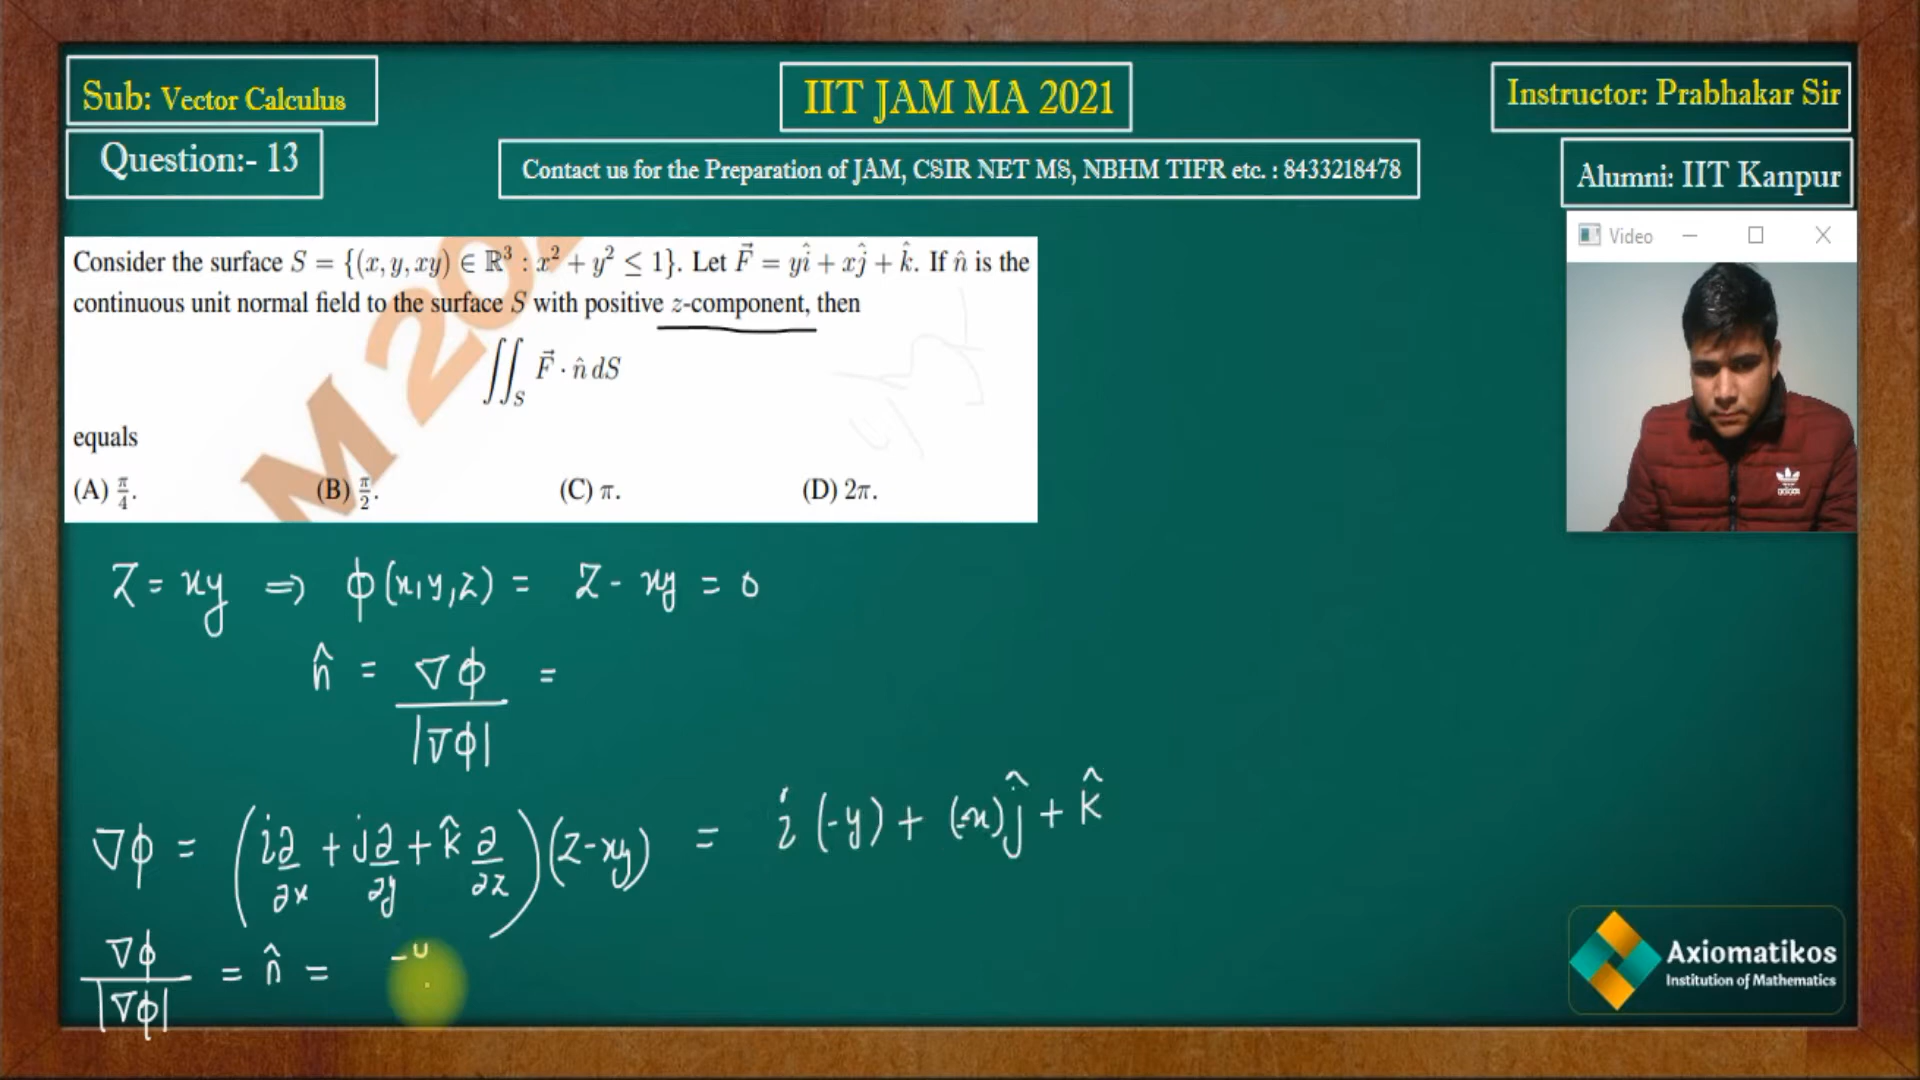 Sub: Vector Calculus
IIT JAM MA 2021
Instructor: Prabhakar Sir
Question:- 13
Contact us for the Preparation of JAM, CSIR NET MS, NBHM TIFR etc. : 8433218478
Alumni: IIT Kanpur
Video
Consider the surface S = {(x, y, xy) ∈ ℝ³ : x² + y² ≤ 1}. Let F⃗ = yî + xĵ + k̂. If n̂ is the
continuous unit normal field to the surface S with positive z-component, then
∬_S F⃗ · n̂ dS
equals
(A) π/4. (B) π/2. (C) π. (D) 2π.
M 202
adidas
z = xy ⇒ ϕ(x,y,z) = z - xy = 0
n̂ = ∇ϕ/|∇ϕ| =
∇ϕ = (i ∂/∂x + j ∂/∂y + k̂ ∂/∂z)(z-xy) = i(-y) + (-x)ĵ + k̂
∇ϕ/|∇ϕ| = n̂ = -y
Axiomatikos
Institution of Mathematics